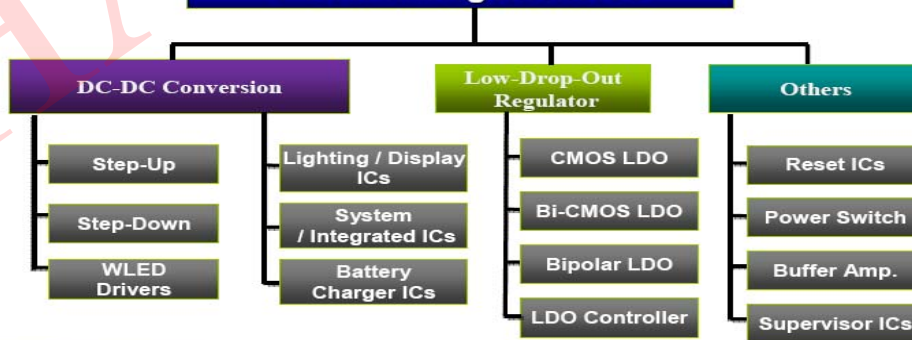 DC-DC Conversion
Low-Drop-Out
Regulator
Others
Step-Up
Step-Down
WLED
Drivers
Lighting / Display
ICs
System
/ Integrated ICs
Battery
Charger ICs
CMOS LDO
Bi-CMOS LDO
Bipolar LDO
LDO Controller
Reset ICs
Power Switch
Buffer Amp.
Supervisor ICs